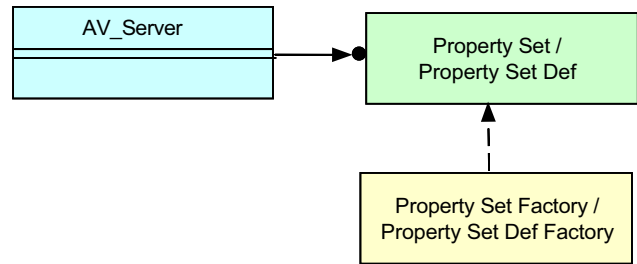 AV_Server
Property Set /
Property Set Def
Property Set Factory /
Property Set Def Factory